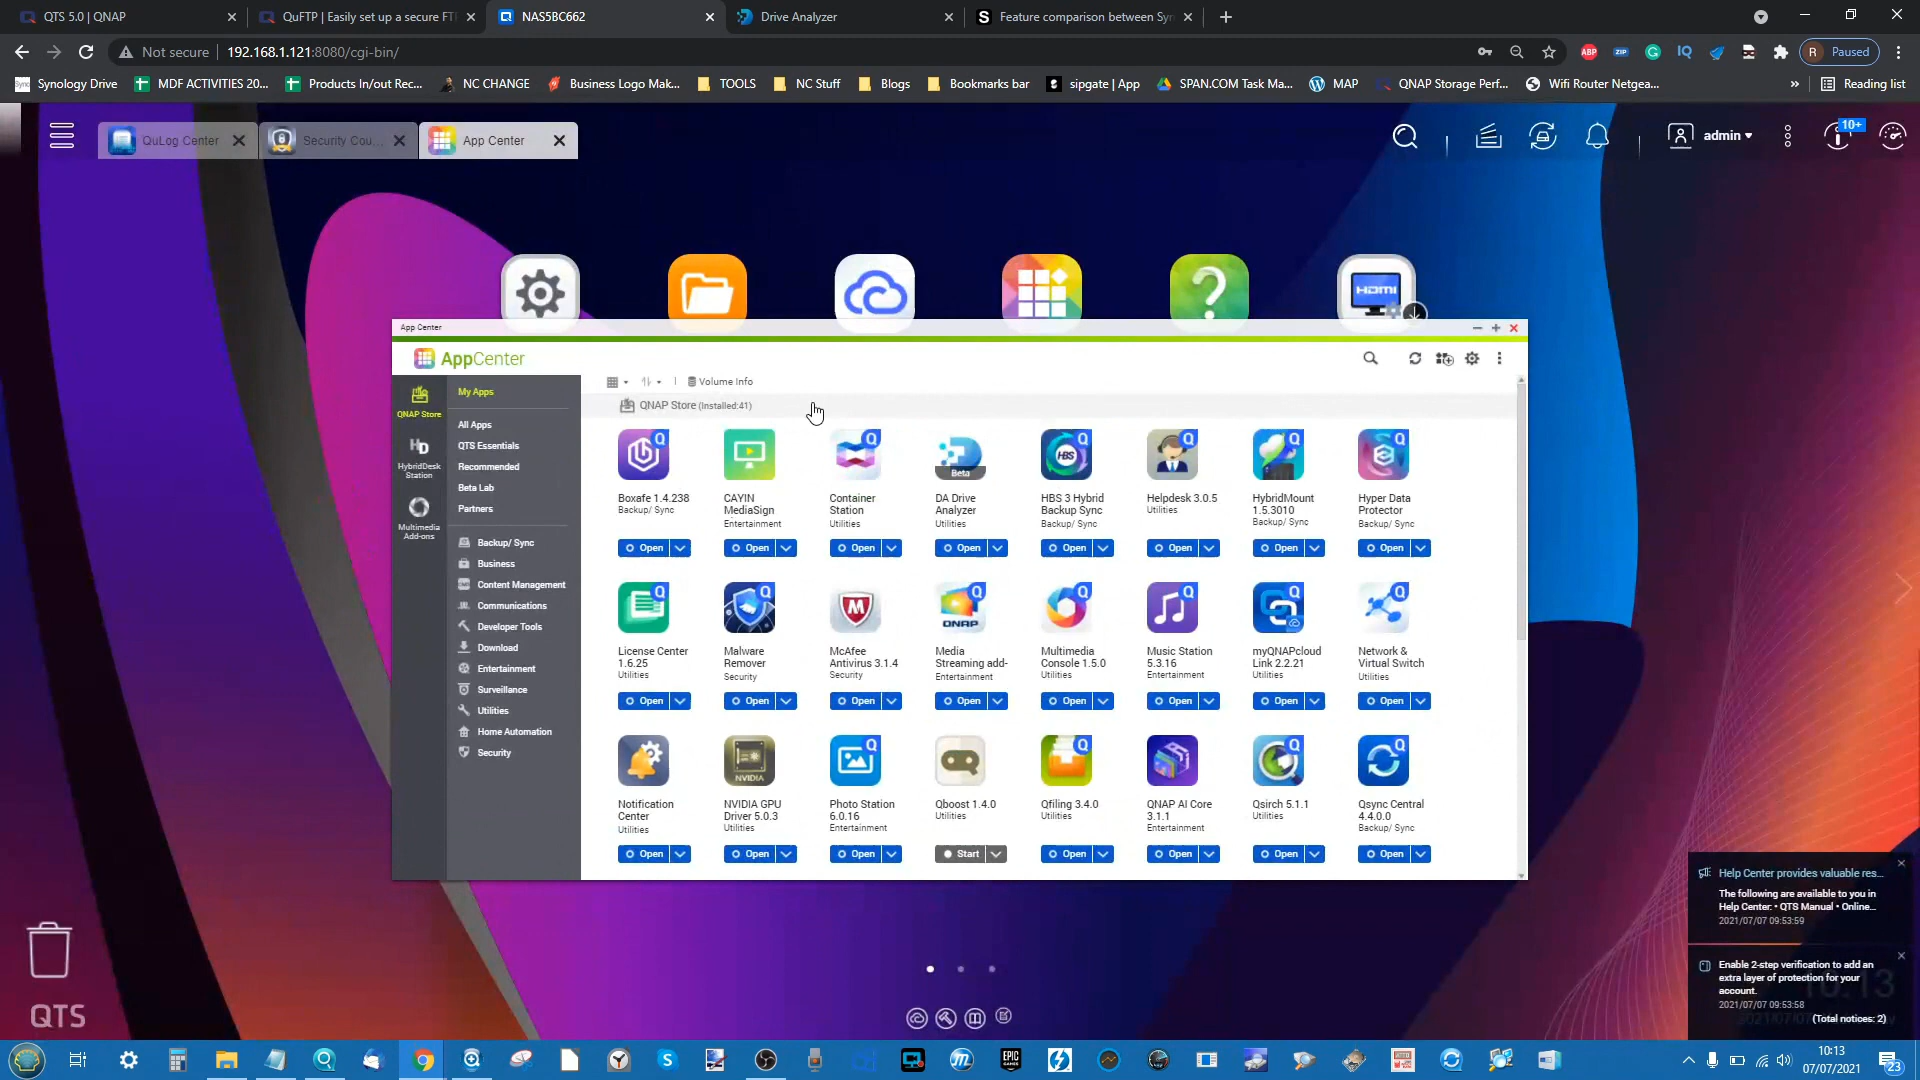 QTS 5.0 | QNAP
QuFTP | Easily set up a secure FT
NAS5BC662
Drive Analyzer
Feature comparison between Syn
Not secure
192.168.1.121:8080/cgi-bin/
ABP
ZIP
IQ
R
Paused
Synology Drive
MDF ACTIVITIES 20...
Products In/out Rec...
NC CHANGE
Business Logo Mak...
TOOLS
NC Stuff
Blogs
Bookmarks bar
sipgate | App
SPAN.COM Task Ma...
MAP
QNAP Storage Perf...
Wifi Router Netgea...
»
Reading list
QuLog Center
Security Cou...
App Center
admin
10+
HDMI
App Center
AppCenter
QNAP Store
HD
HybridDesk
Station
Multimedia
Add-ons
My Apps
All Apps
QTS Essentials
Recommended
Beta Lab
Partners
Backup/ Sync
Business
Content Management
Communications
Developer Tools
Download
Entertainment
Surveillance
Utilities
Home Automation
Security
Volume Info
QNAP Store (Installed:41)
Beta
HBS
Boxafe 1.4.238
Backup/ Sync
Open
CAYIN
MediaSign
Entertainment
Open
Container
Station
Utilities
Open
DA Drive
Analyzer
Utilities
Open
HBS 3 Hybrid
Backup Sync
Backup/ Sync
Open
Helpdesk 3.0.5
Utilities
Open
HybridMount
1.5.3010
Backup/ Sync
Open
Hyper Data
Protector
Backup/ Sync
Open
QNAP
License Center
1.6.25
Utilities
Open
Malware
Remover
Security
Open
McAfee
Antivirus 3.1.4
Security
Open
Media
Streaming add-
Entertainment
Open
Multimedia
Console 1.5.0
Utilities
Open
Music Station
5.3.16
Entertainment
Open
myQNAPcloud
Link 2.2.21
Utilities
Open
Network &
Virtual Switch
Utilities
Open
NVIDIA
Notification
Center
Utilities
Open
NVIDIA GPU
Driver 5.0.3
Utilities
Open
Photo Station
6.0.16
Entertainment
Open
Qboost 1.4.0
Utilities
Start
Qfiling 3.4.0
Utilities
Open
QNAP AI Core
3.1.1
Entertainment
Open
Qsirch 5.1.1
Utilities
Open
Qsync Central
4.4.0.0
Backup/ Sync
Open
Help Center provides valuable res...
The following are available to you in
Help Center: • QTS Manual • Online...
2021/07/07 09:53:59
Enable 2-step verification to add an
extra layer of protection for your
account.
2021/07/07 09:53:58
(Total notices: 2)
QTS
EPIC
GAMES
10:13
07/07/2021
23